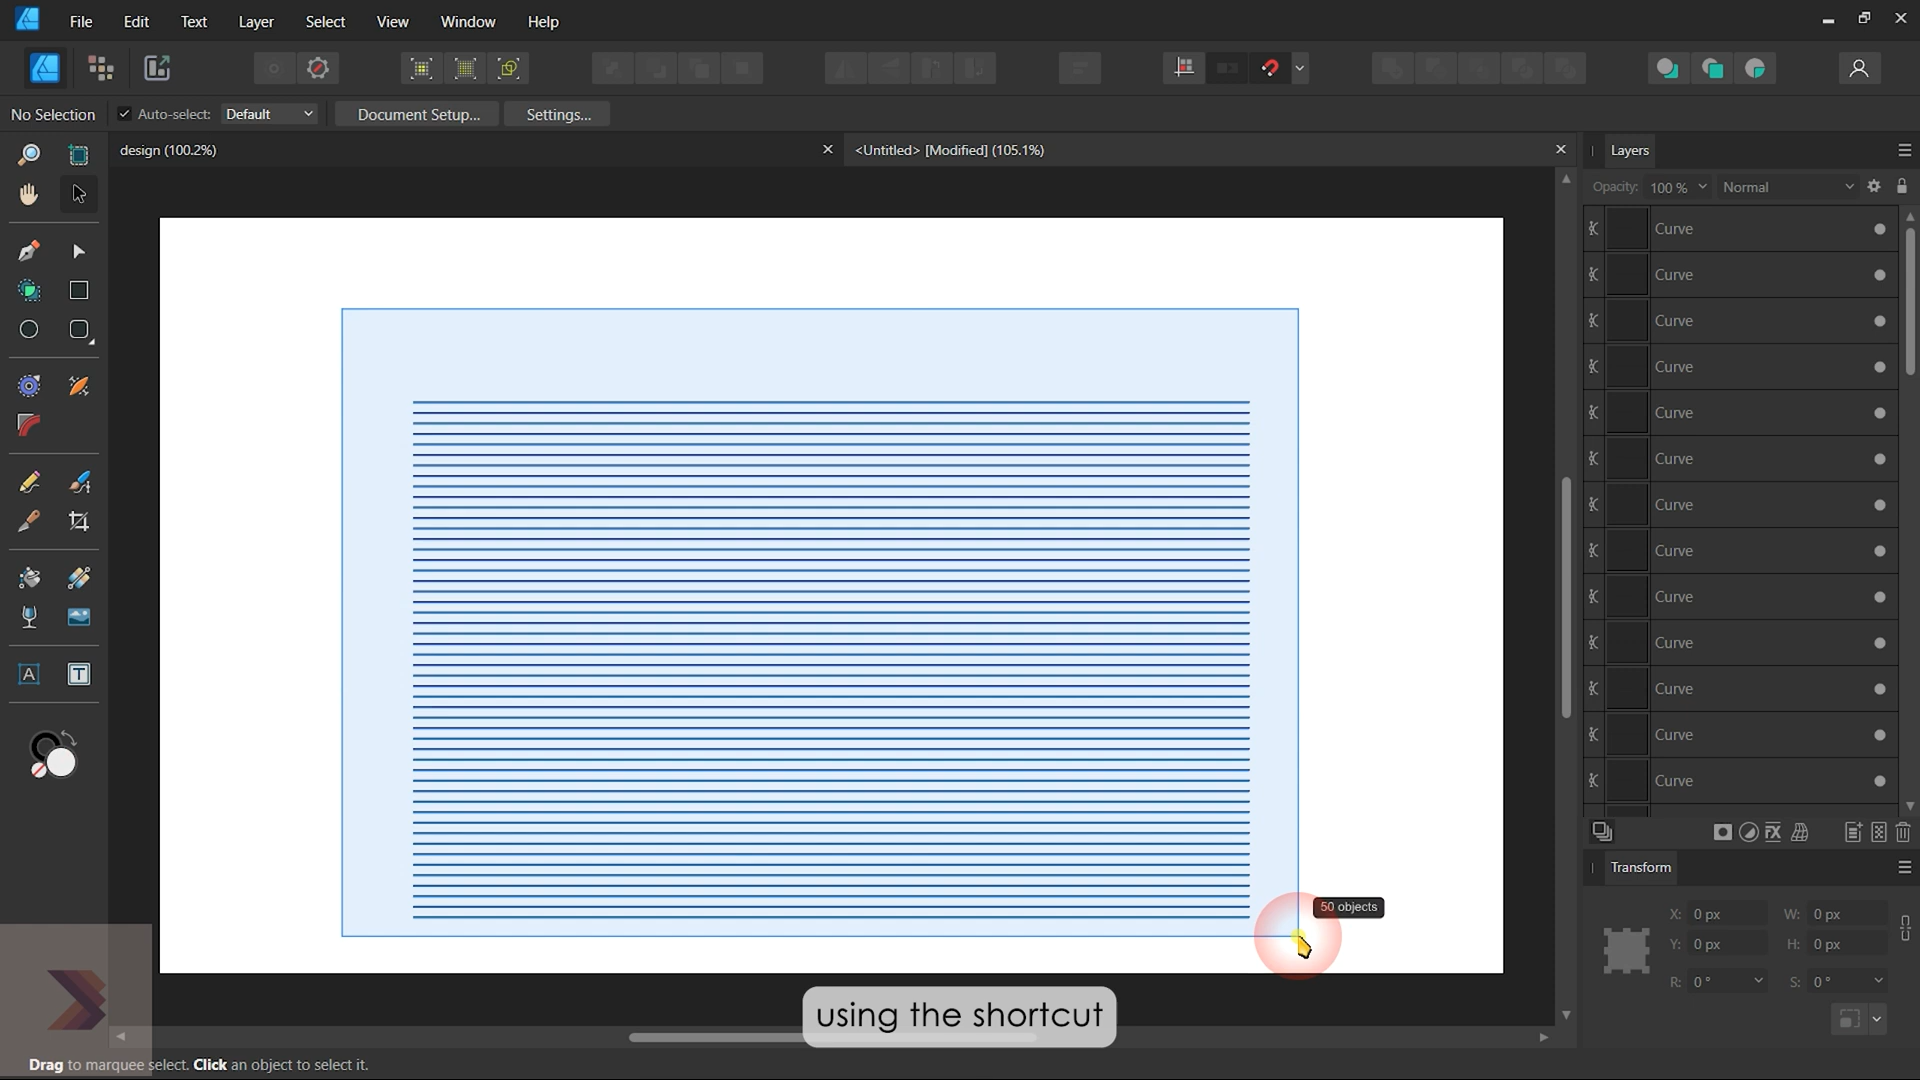 File Edit Text Layer Select View Window Help
No Selection Auto-select: Default Document Setup... Settings...
design (100.2%) <Untitled> [Modified] (105.1%) Layers
Opacity: 100 % Normal
Curve
Curve
Curve
Curve
Curve
Curve
Curve
Curve
Curve
Curve
Curve
Curve
Curve
Transform
50 objects
X: 0 px W: 0 px
Y: 0 px H: 0 px
R: 0 ° S: 0 °
using the shortcut
Drag to marquee select. Click an object to select it.